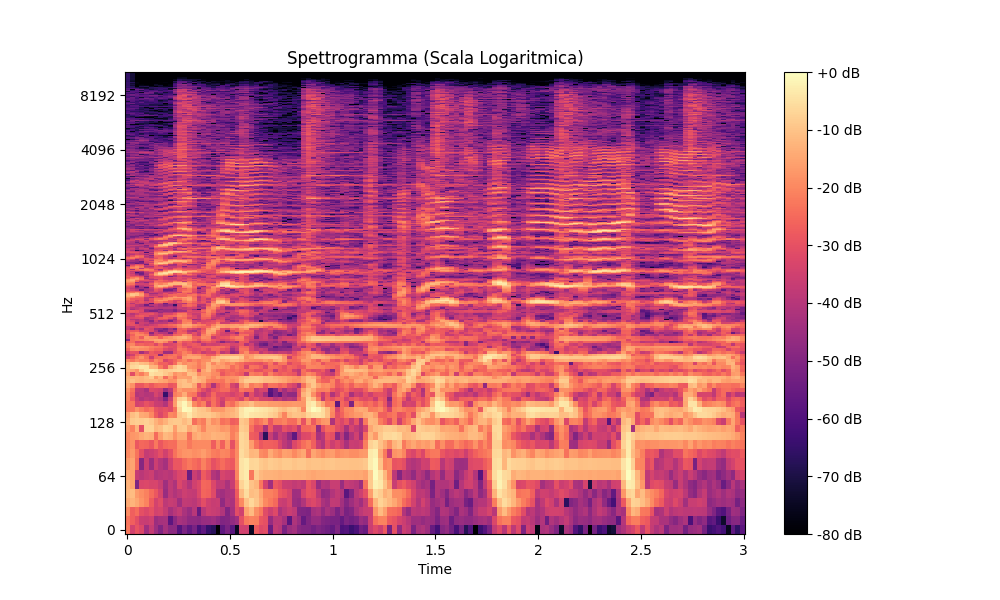 Spettrogramma (Scala Logaritmica)
Hz
8192
4096
2048
1024
512
256
128
64
0
0
0.5
1
1.5
2
2.5
3
Time
+0 dB
-10 dB
-20 dB
-30 dB
-40 dB
-50 dB
-60 dB
-70 dB
-80 dB